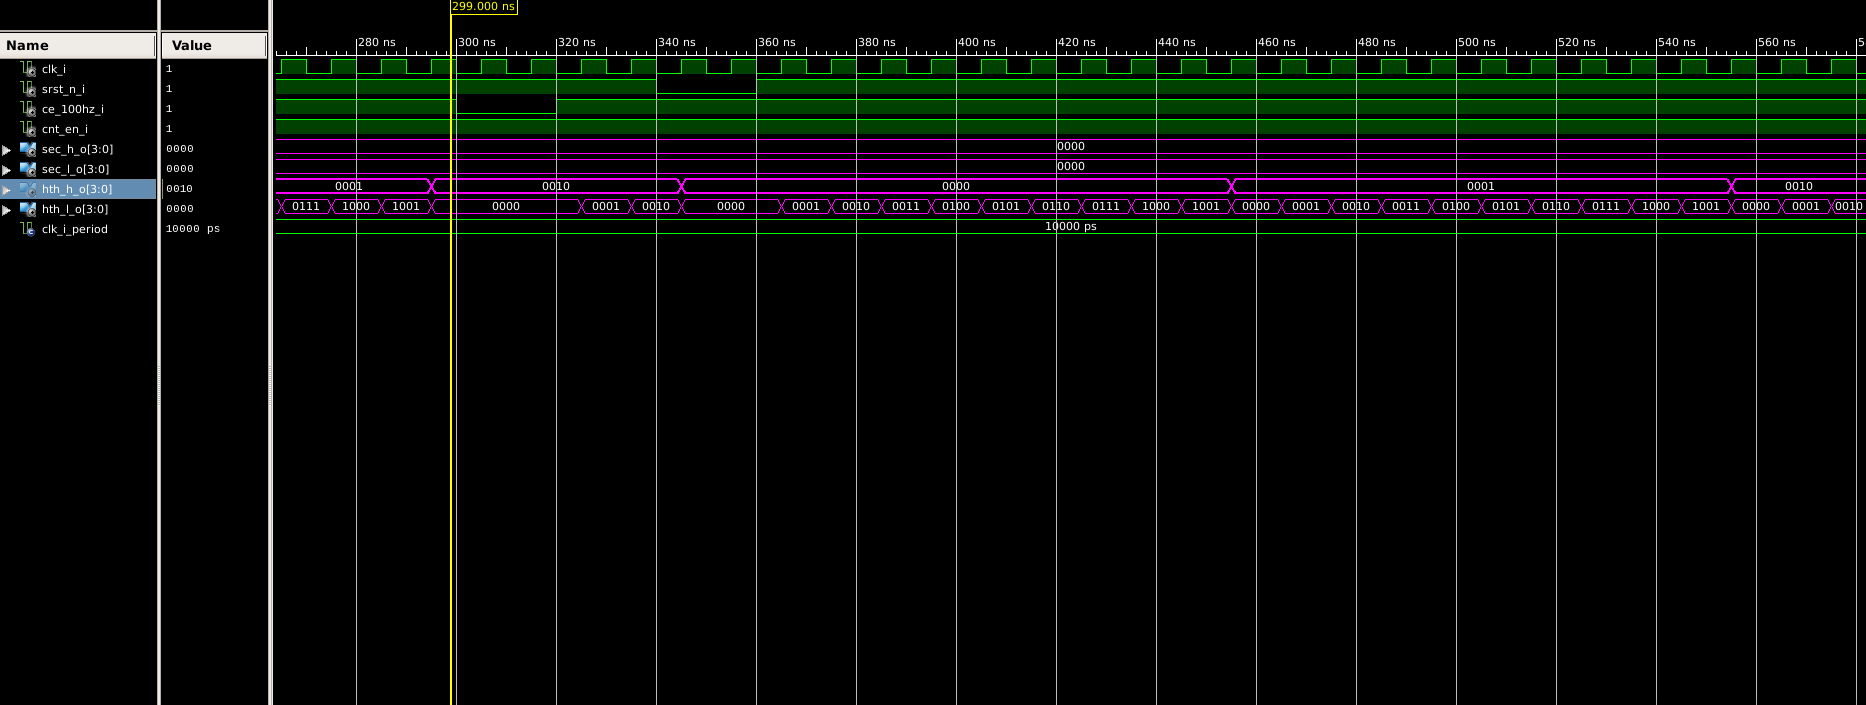 299.000 ns
Name Value
280 ns 300 ns 320 ns 340 ns 360 ns 380 ns 400 ns 420 ns 440 ns 460 ns 480 ns 500 ns 520 ns 540 ns 560 ns 5
clk_i 1
srst_n_i 1
ce_100hz_i 1
cnt_en_i 1
sec_h_o[3:0] 0000 0000
sec_l_o[3:0] 0000 0000
hth_h_o[3:0] 0010 0001 0010 0000 0001 0010
hth_l_o[3:0] 0000 0111 1000 1001 0000 0001 0010 0000 0001 0010 0011 0100 0101 0110 0111 1000 1001 0000 0001 0010 0011 0100 0101 0110 0111 1000 1001 0000 0001 0010
clk_i_period 10000 ps 10000 ps